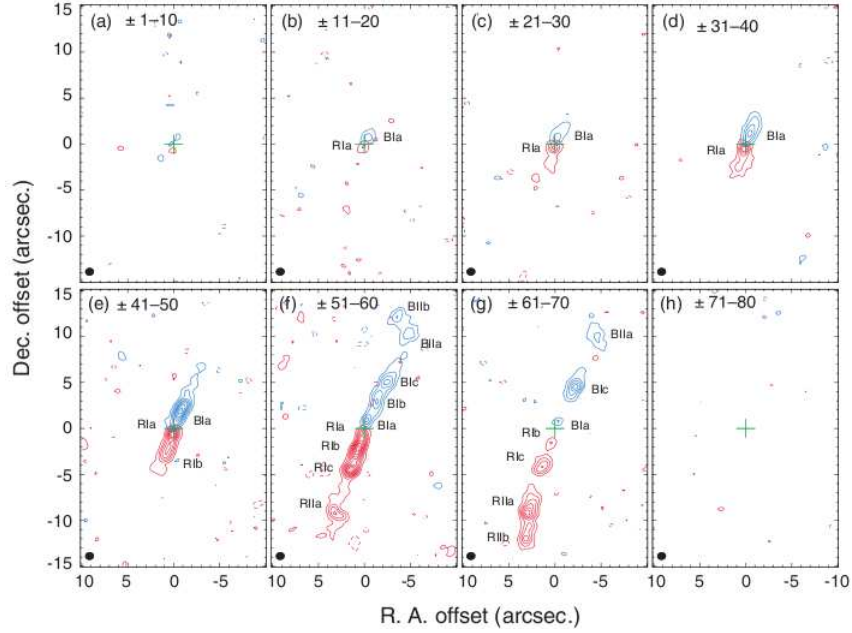 (a) ± 1–10
(b) ± 11–20
(c) ± 21–30
(d) ± 31–40
15
10
5
0
-5
-10
RIa BIa
RIa BIa
RIa BIa
(e) ± 41–50
(f) ± 51–60
(g) ± 61–70
(h) ± 71–80
15
10
5
0
-5
-10
-15
RIa BIa
RIb
BIIb
BIIa
BIc
BIb
RIa BIa
RIb
RIc
RIIa
BIIa
BIc
BIa
RIb
RIc
RIIa
RIIb
10 5 0 -5 10 5 0 -5 10 5 0 -5 10 5 0 -5 -10
Dec. offset (arcsec.)
R. A. offset (arcsec.)